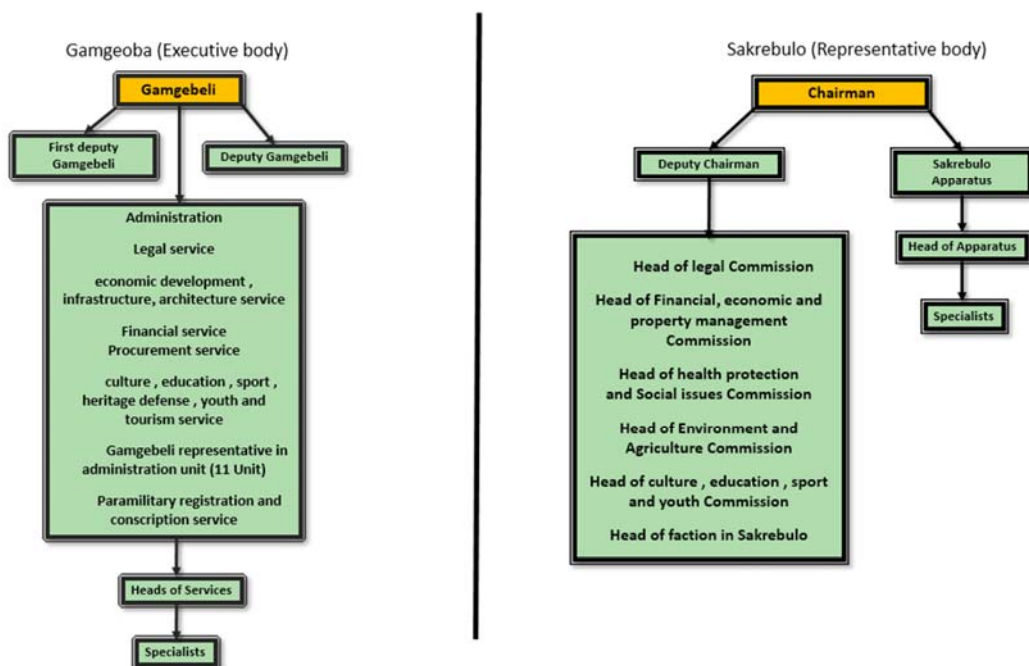 Gamgeoba (Executive body)
Gamgebeli
First deputy
Gamgebeli
Deputy Gamgebeli
Administration
Legal service
economic development ,
infrastructure, architecture service
Financial service
Procurement service
culture , education , sport ,
heritage defense , youth and
tourism service
Gamgebeli representative in
administration unit (11 Unit)
Paramilitary registration and
conscription service
Heads of Services
Specialists
Sakrebulo (Representative body)
Chairman
Deputy Chairman
Sakrebulo
Apparatus
Head of legal Commission
Head of Financial, economic and
property management
Commission
Head of health protection
and Social issues Commission
Head of Environment and
Agriculture Commission
Head of culture , education , sport
and youth Commission
Head of faction in Sakrebulo
Head of Apparatus
Specialists